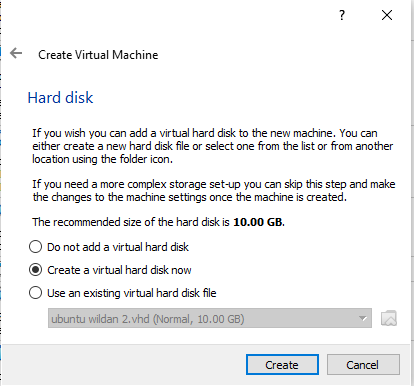 ?
Create Virtual Machine
Hard disk
If you wish you can add a virtual hard disk to the new machine. You can
either create a new hard disk file or select one from the list or from another
location using the folder icon.
If you need a more complex storage set-up you can skip this step and make
the changes to the machine settings once the machine is created.
The recommended size of the hard disk is 10.00 GB.
Do not add a virtual hard disk
Create a virtual hard disk now
Use an existing virtual hard disk file
ubuntu wildan 2.vhd (Normal, 10.00 GB)
Create
Cancel